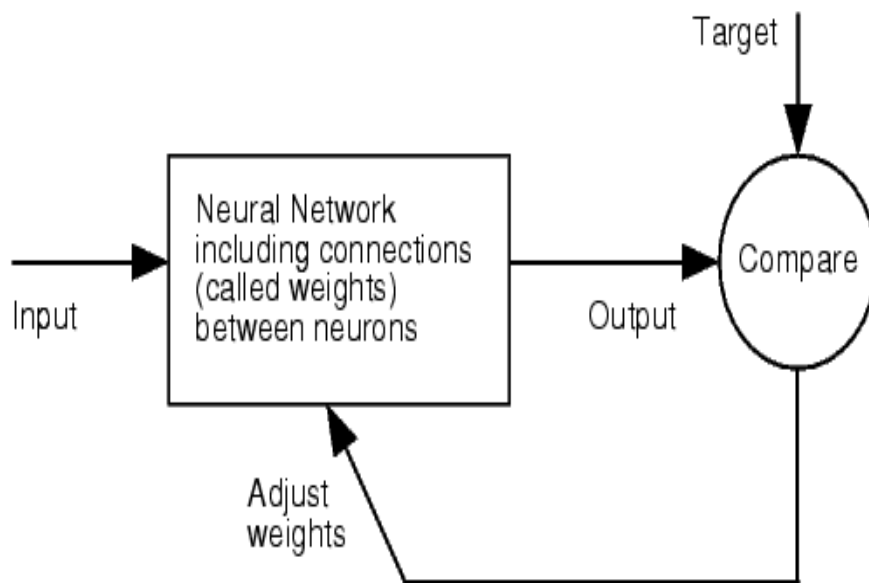 Target
Neural Network
including connections
(called weights)
between neurons
Compare
Input
Output
Adjust
weights